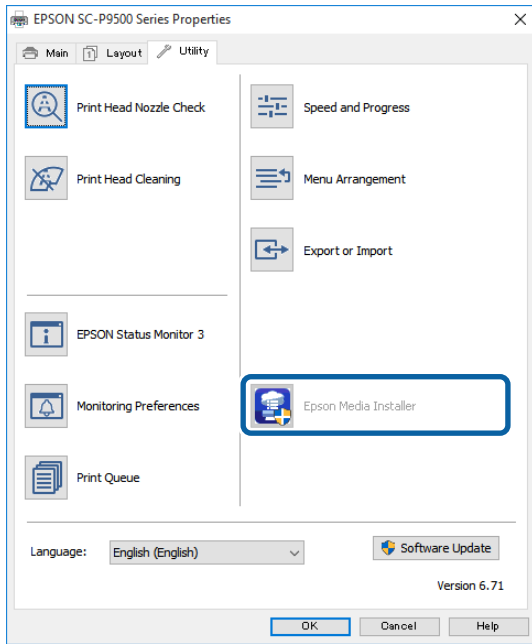 EPSON SC-P9500 Series Properties
Main
Layout
Utility
Print Head Nozzle Check
Speed and Progress
Print Head Cleaning
Menu Arrangement
Export or Import
EPSON Status Monitor 3
Monitoring Preferences
Epson Media Installer
Print Queue
Language:
English (English)
Software Update
Version 6.71
OK
Cancel
Help